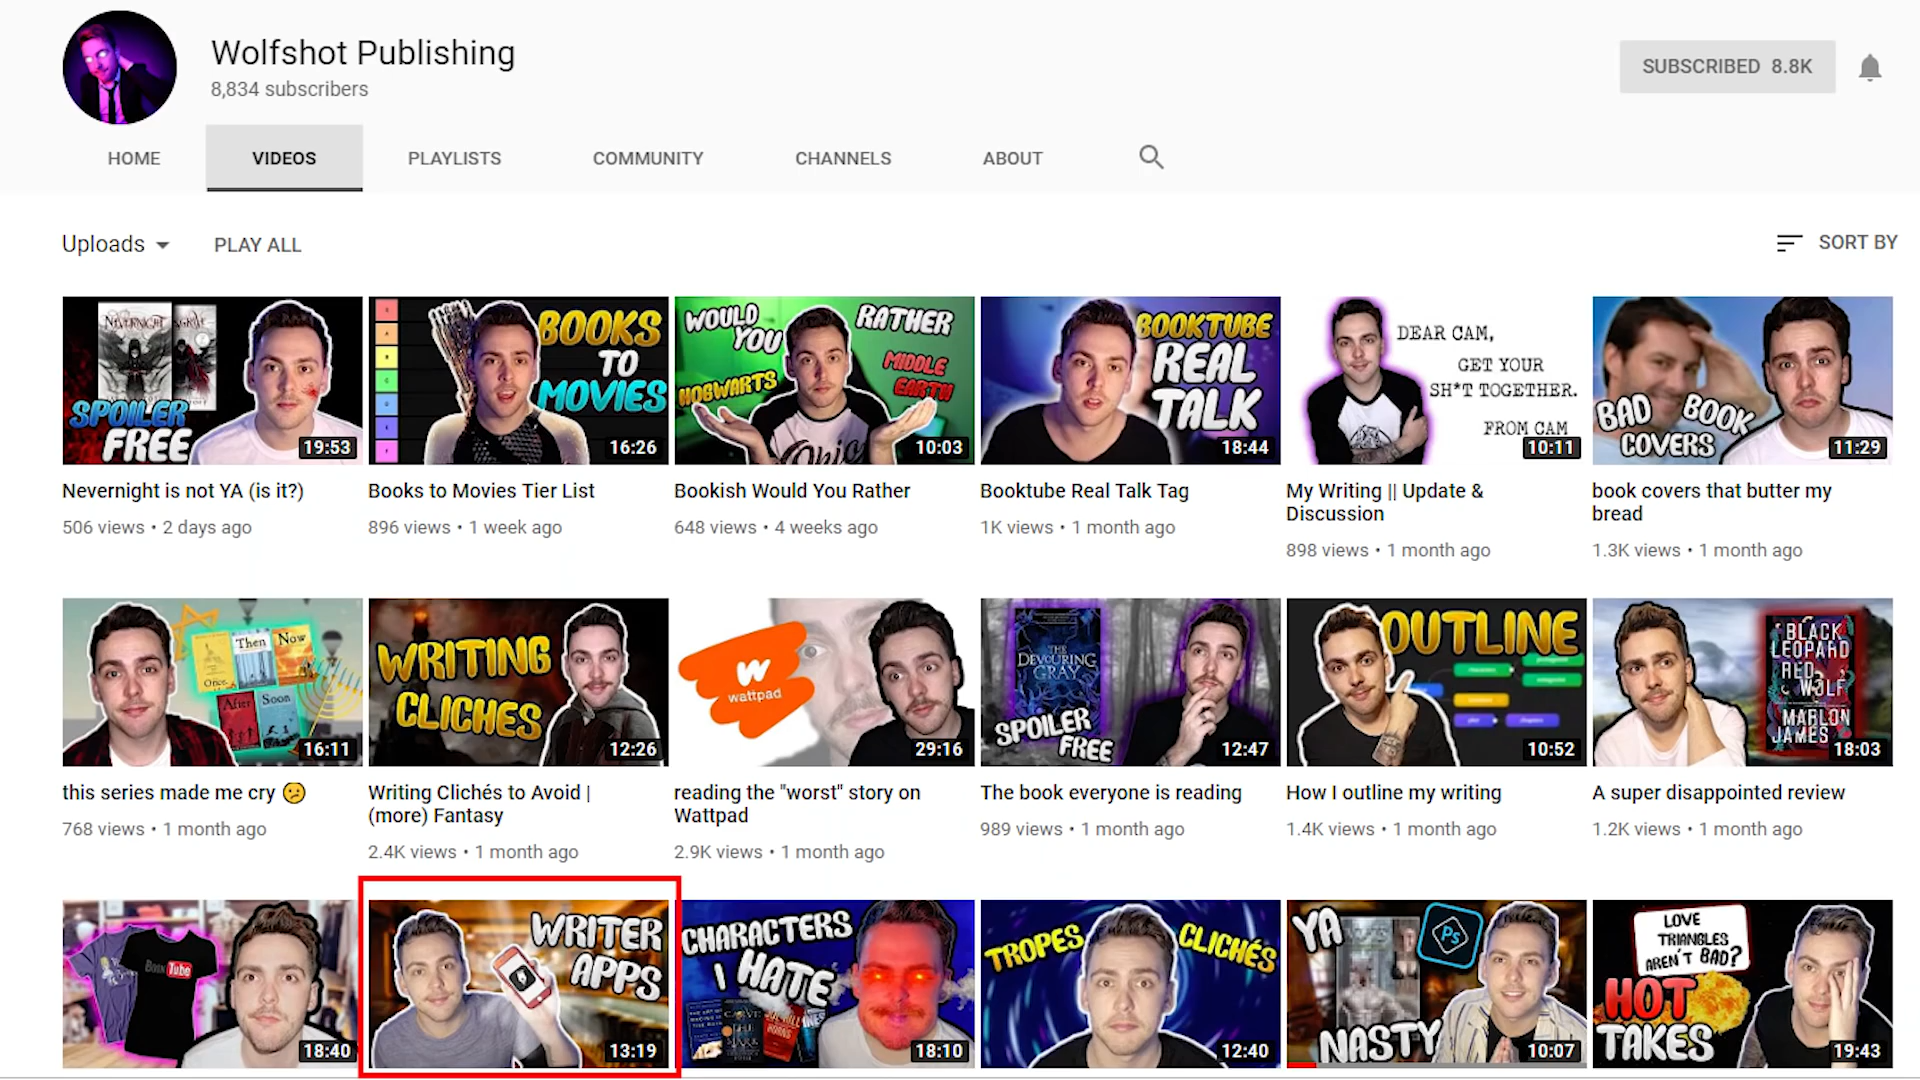 Wolfshot Publishing
8,834 subscribers
SUBSCRIBED 8.8K
HOME
VIDEOS
PLAYLISTS
COMMUNITY
CHANNELS
ABOUT
Uploads
PLAY ALL
SORT BY
NEVERNIGHT
SPOILER
FREE
19:53
BOOKS
TO
MOVIES
16:26
WOULD
YOU
RATHER
HOGWARTS
MIDDLE
EARTH
10:03
BOOKTUBE
REAL
TALK
18:44
DEAR CAM,
GET YOUR
SH*T TOGETHER.
FROM CAM
10:11
BAD BOOK
COVERS
11:29
Nevernight is not YA (is it?)
506 views • 2 days ago
Books to Movies Tier List
896 views • 1 week ago
Bookish Would You Rather
648 views • 4 weeks ago
Booktube Real Talk Tag
1K views • 1 month ago
My Writing || Update &
Discussion
898 views • 1 month ago
book covers that butter my
bread
1.3K views • 1 month ago
Once
Then
Now
After
Soon
16:11
WRITING
CLICHES
12:26
wattpad
29:16
THE
DEVOURING
GRAY
SPOILER
FREE
12:47
OUTLINE
10:52
BLACK
LEOPARD
RED
WOLF
MARLON
JAMES
18:03
this series made me cry 😕
768 views • 1 month ago
Writing Clichés to Avoid |
(more) Fantasy
2.4K views • 1 month ago
reading the "worst" story on
Wattpad
2.9K views • 1 month ago
The book everyone is reading
989 views • 1 month ago
How I outline my writing
1.4K views • 1 month ago
A super disappointed review
1.2K views • 1 month ago
BOOKTube
18:40
WRITER
APPS
13:19
CHARACTERS
I HATE
18:10
TROPES
CLICHÉS
12:40
YA
Ps
NASTY
10:07
LOVE
TRIANGLES
AREN'T BAD?
HOT
TAKES
19:43